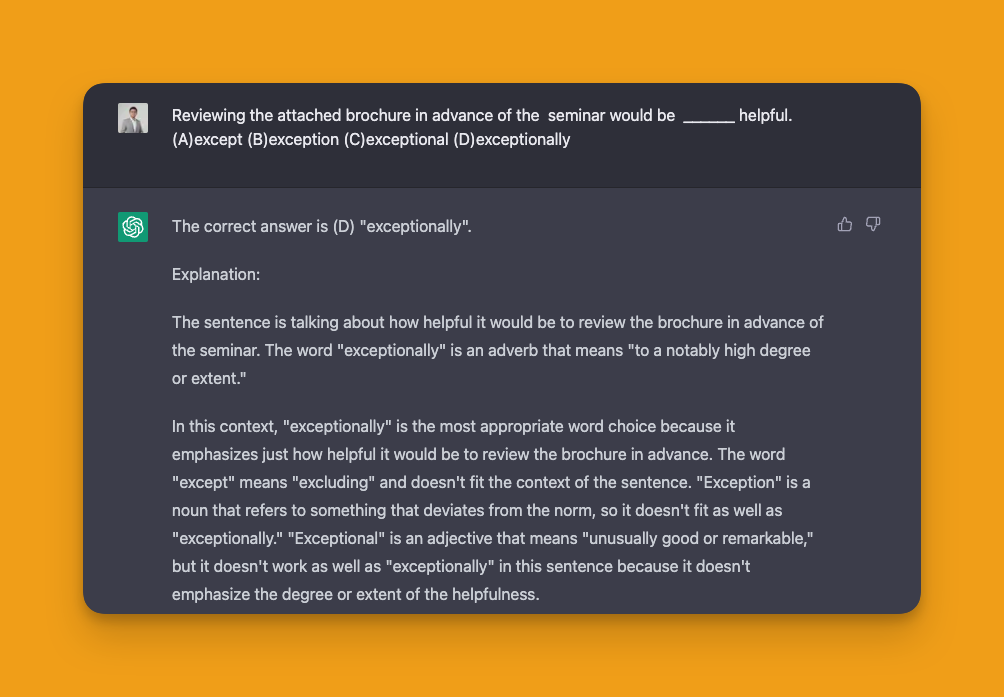 Reviewing the attached brochure in advance of the  seminar would be  ______ helpful.
(A)except (B)exception (C)exceptional (D)exceptionally
The correct answer is (D) "exceptionally".
Explanation:
The sentence is talking about how helpful it would be to review the brochure in advance of
the seminar. The word "exceptionally" is an adverb that means "to a notably high degree
or extent."
In this context, "exceptionally" is the most appropriate word choice because it
emphasizes just how helpful it would be to review the brochure in advance. The word
"except" means "excluding" and doesn't fit the context of the sentence. "Exception" is a
noun that refers to something that deviates from the norm, so it doesn't fit as well as
"exceptionally." "Exceptional" is an adjective that means "unusually good or remarkable,"
but it doesn't work as well as "exceptionally" in this sentence because it doesn't
emphasize the degree or extent of the helpfulness.